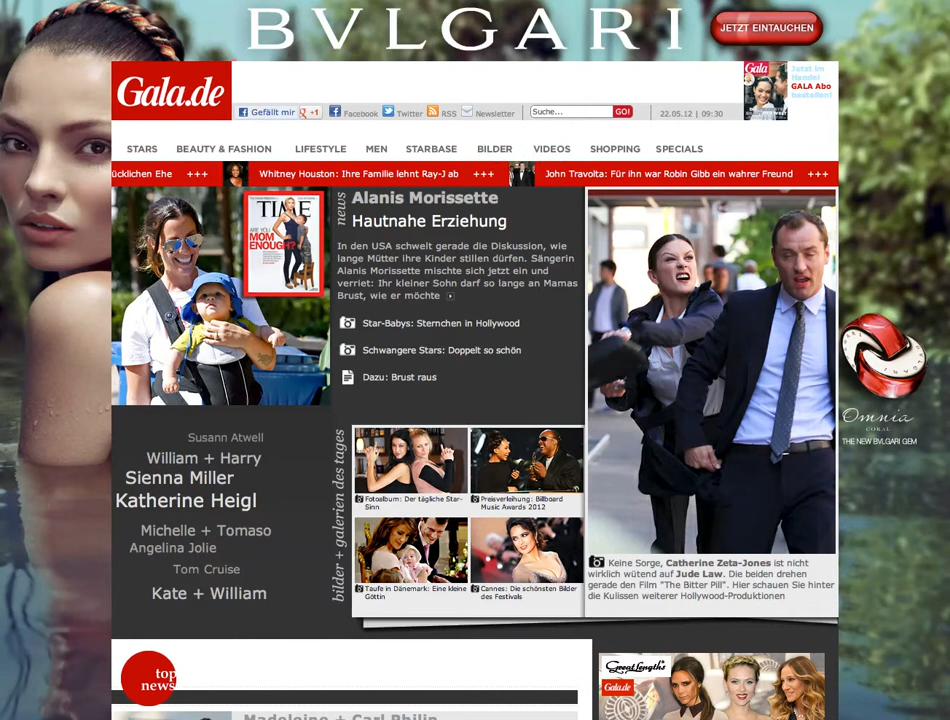 BVLGARI
JETZT EINTAUCHEN
Gala.de
Gala
Jetzt im
Handel
GALA Abo
bestellen!
Gefällt mir
+1
Facebook
Twitter
RSS
Newsletter
Suche...
GO!
22.05.12 | 09:30
STARS
BEAUTY & FASHION
LIFESTYLE
MEN
STARBASE
BILDER
VIDEOS
SHOPPING
SPECIALS
ücklichen Ehe +++ Whitney Houston: Ihre Familie lehnt Ray-J ab +++ John Travolta: Für ihn war Robin Gibb ein wahrer Freund +++
TIME
ARE YOU
MOM
ENOUGH?
news
Alanis Morissette
Hautnahe Erziehung
In den USA schwelt gerade die Diskussion, wie
lange Mütter ihre Kinder stillen dürfen. Sängerin
Alanis Morissette mischte sich jetzt ein und
verriet: Ihr kleiner Sohn darf so lange an Mamas
Brust, wie er möchte
Star-Babys: Sternchen in Hollywood
Schwangere Stars: Doppelt so schön
Dazu: Brust raus
Susann Atwell
William + Harry
Sienna Miller
Katherine Heigl
Michelle + Tomaso
Angelina Jolie
Tom Cruise
Kate + William
bilder + galerien des tages
Fotoalbum: Der tägliche Star-
Sinn
Preisverleihung: Billboard
Music Awards 2012
Taufe in Dänemark: Eine kleine
Göttin
Cannes: Die schönsten Bilder
des Festivals
Keine Sorge, Catherine Zeta-Jones ist nicht
wirklich wütend auf Jude Law. Die beiden drehen
gerade den Film "The Bitter Pill". Hier schauen Sie hinter
die Kulissen weiterer Hollywood-Produktionen
Omnia
CORAL
THE NEW BVLGARI GEM
top
news
Madeleine + Carl Philip
Great Lengths
Gala.de